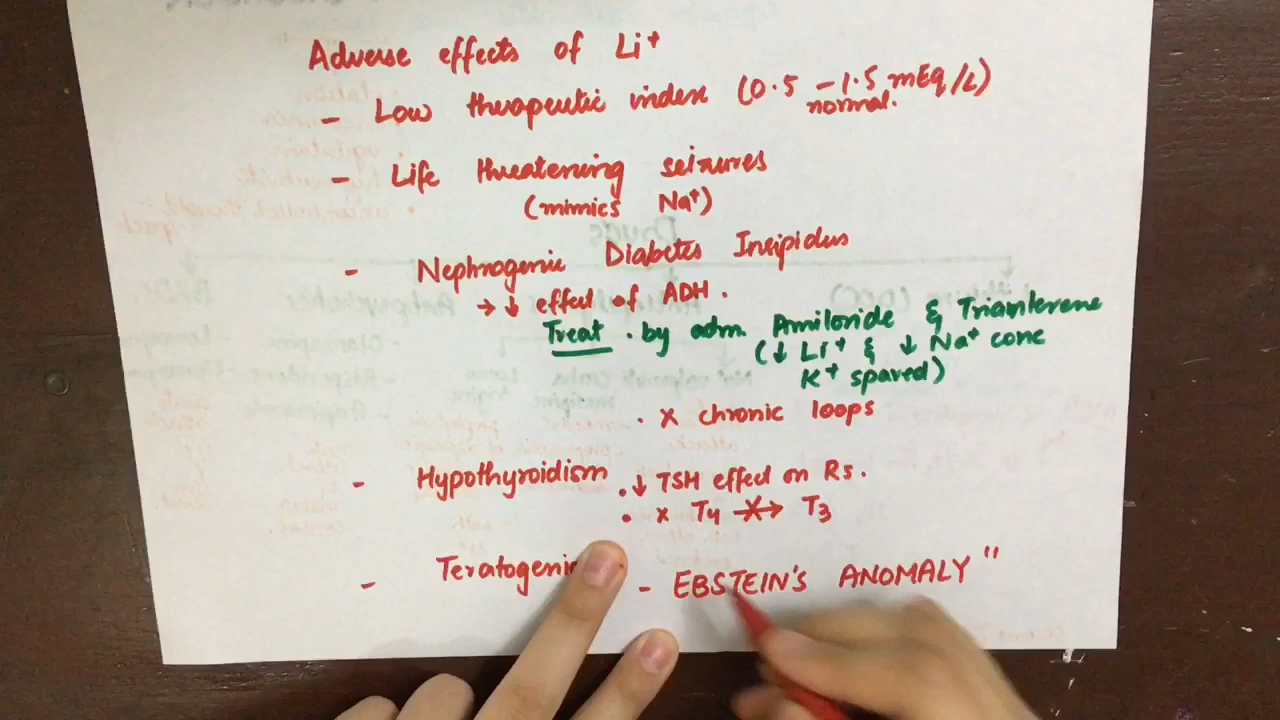 Adverse effects of Li+
- Low therapeutic index (0.5 - 1.5 mEq/L)
normal.
- Life threatening seizures
(mimics Na+)
- Nephrogenic Diabetes Insipidus
→ ↓ effect of ADH.
Treat . by adm. Amiloride & Triamterene
(↓ Li+ & ↓ Na+ conc
K+ spared)
. x chronic loops
- Hypothyroidism . ↓ TSH effect on Rs.
. x T4 → T3
- Teratogenic - EBSTEIN'S ANOMALY"